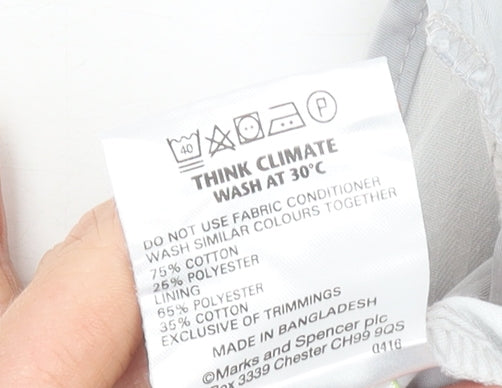 40 P
THINK CLIMATE
WASH AT 30°C
DO NOT USE FABRIC CONDITIONER
WASH SIMILAR COLOURS TOGETHER
75% COTTON
25% POLYESTER
LINING
65% POLYESTER
35% COTTON
EXCLUSIVE OF TRIMMINGS
MADE IN BANGLADESH
©Marks and Spencer plc
Box 3339 Chester CH99 9QS
0416